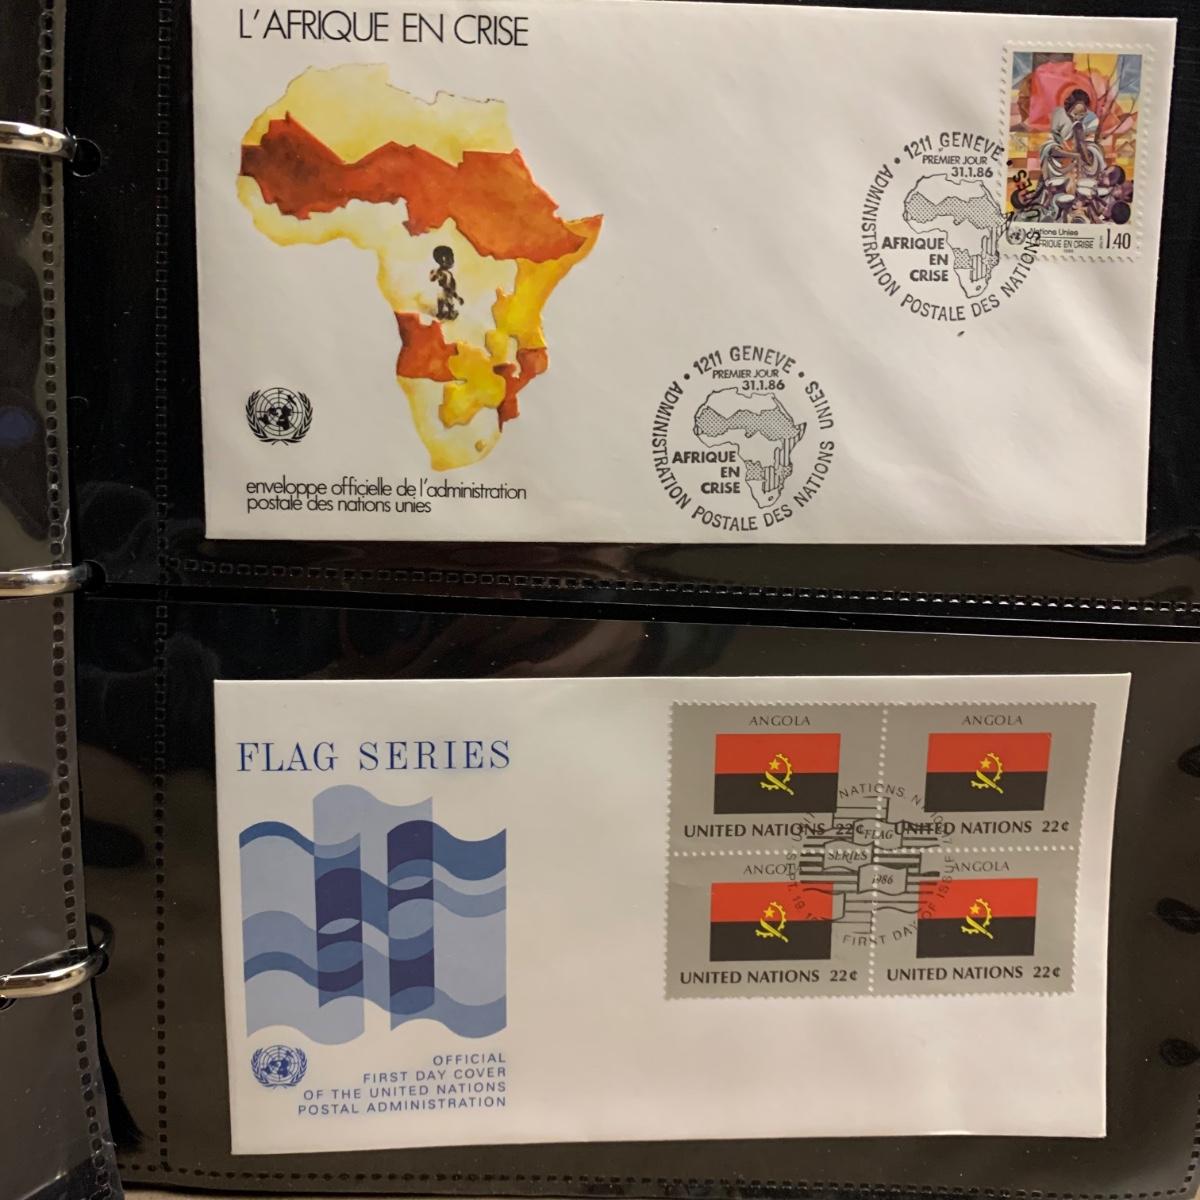 L'AFRIQUE EN CRISE
Nations Unies
AFRIQUE EN CRISE
1.40
1211 GENEVE
PREMIER JOUR
31.1.86
AFRIQUE
EN
CRISE
ADMINISTRATION POSTALE DES NATIONS
1211 GENEVE
PREMIER JOUR
31.1.86
AFRIQUE
EN
CRISE
ADMINISTRATION POSTALE DES NATIONS UNIES
enveloppe officielle de l'administration
postale des nations unies
FLAG SERIES
ANGOLA
UNITED NATIONS 22¢
ANGOLA
UNITED NATIONS 22¢
ANGOLA
UNITED NATIONS 22¢
ANGOLA
UNITED NATIONS 22¢
NATIONS, N
FLAG
SERIES
1986
FIRST DAY OF ISSUE
OFFICIAL
FIRST DAY COVER
OF THE UNITED NATIONS
POSTAL ADMINISTRATION